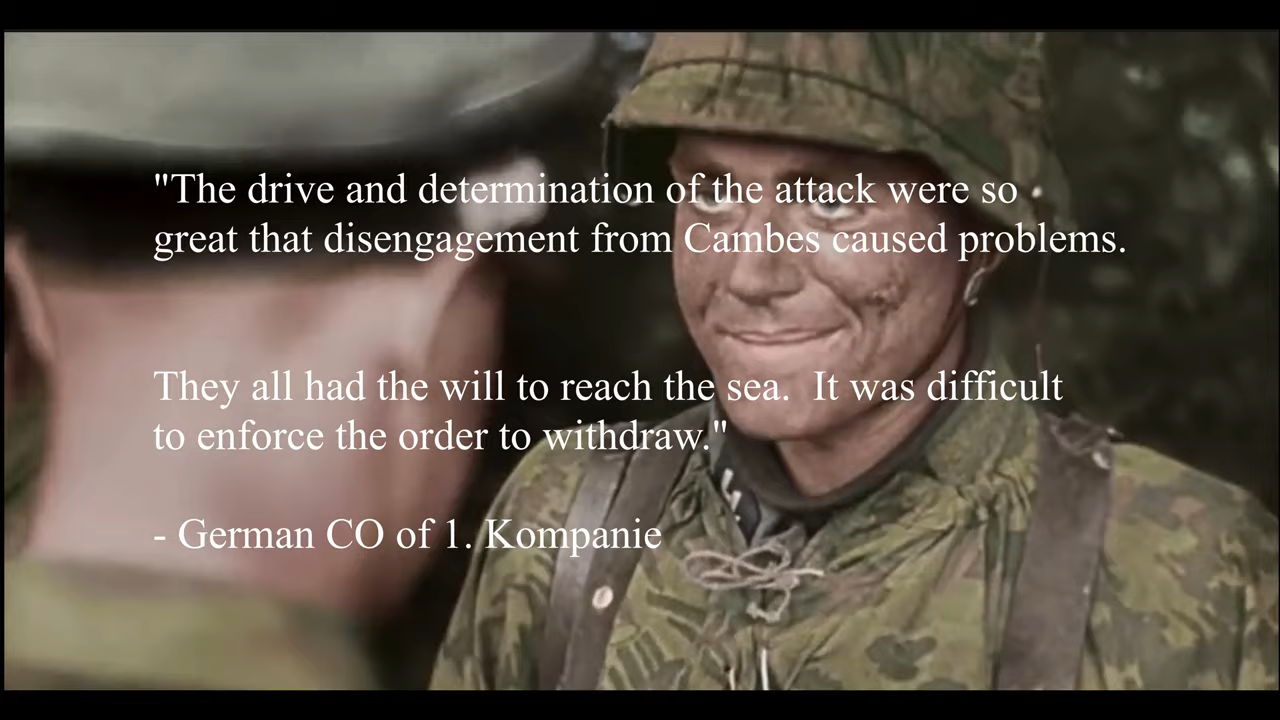 "The drive and determination of the attack were so
great that disengagement from Cambes caused problems.
They all had the will to reach the sea.  It was difficult
to enforce the order to withdraw."
- German CO of 1. Kompanie